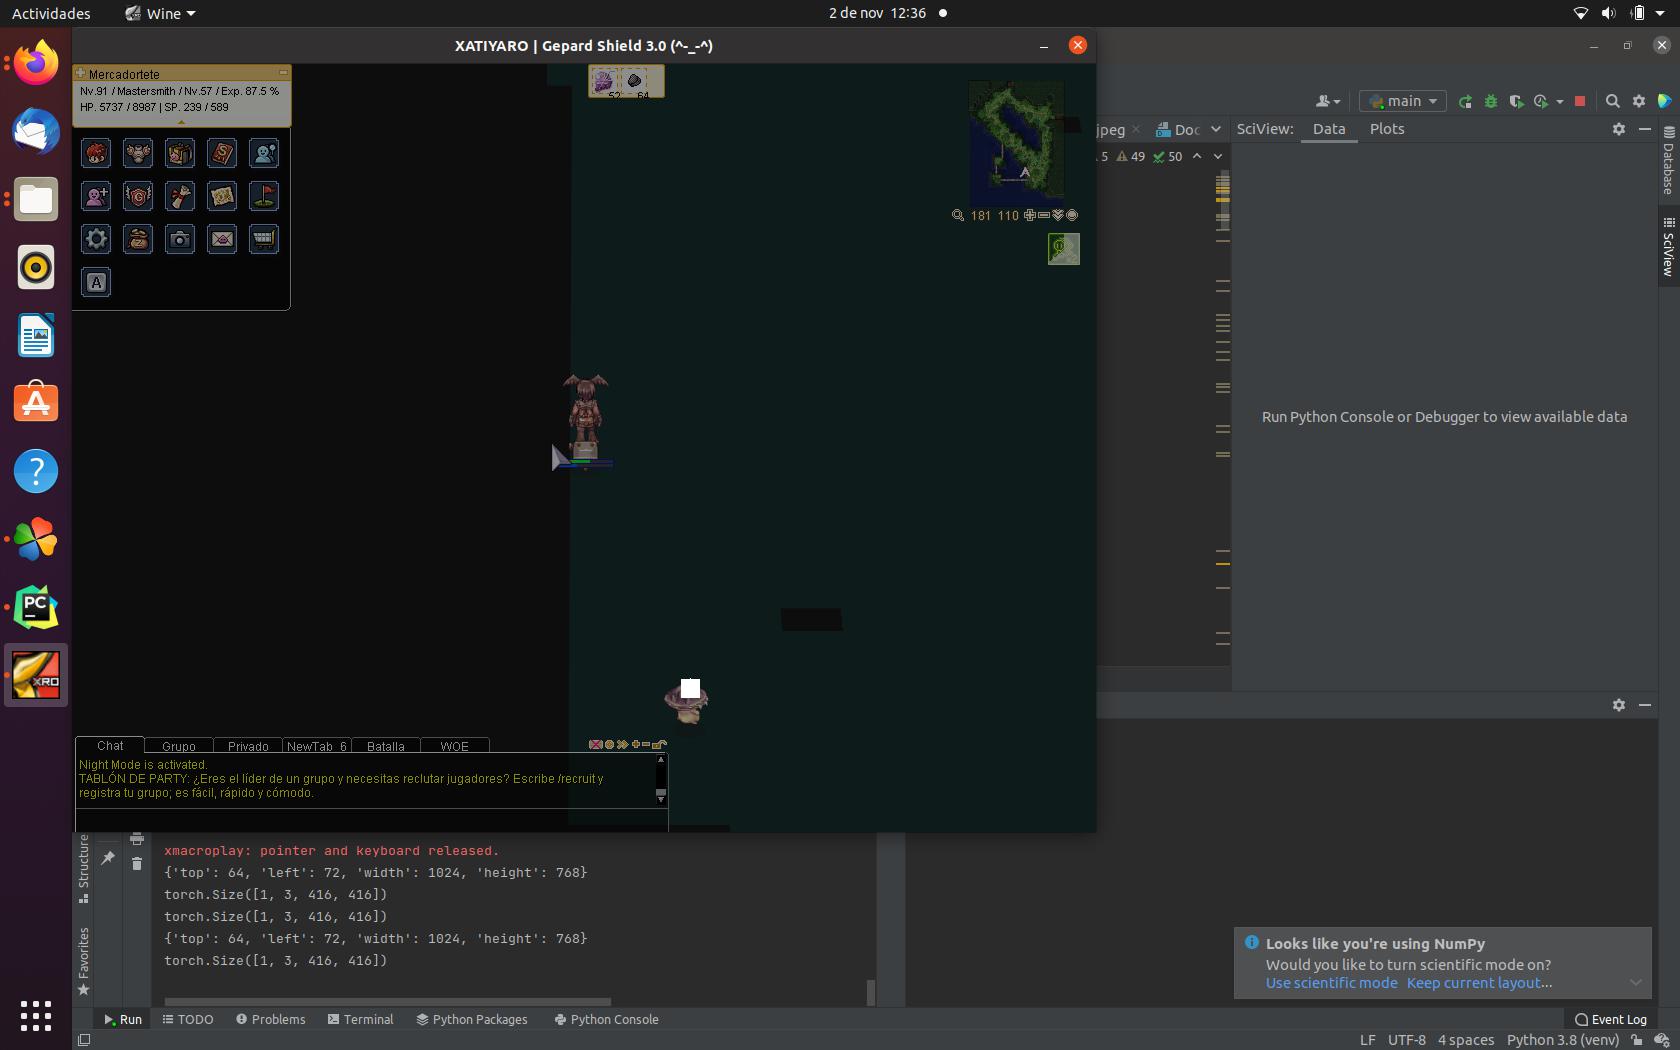 Actividades
Wine
2 de nov 12:36
XATIYARO | Gepard Shield 3.0 (^-_-^)
Mercadortete
Nv.91 / Mastersmith / Nv.57 / Exp. 87.5 %
HP. 5737 / 8987 | SP. 239 / 589
52 64
A
181 110
Chat Grupo Privado NewTab_6 Batalla WOE
Night Mode is activated.
TABLÓN DE PARTY: ¿Eres el líder de un grupo y necesitas reclutar jugadores? Escribe /recruit y
registra tu grupo; es fácil, rápido y cómodo.
main
jpeg Doc
SciView: Data Plots
5 49 50
Database
SciView
Run Python Console or Debugger to view available data
PC
XRO
Structure
Favorites
xmacroplay: pointer and keyboard released.
{'top': 64, 'left': 72, 'width': 1024, 'height': 768}
torch.Size([1, 3, 416, 416])
torch.Size([1, 3, 416, 416])
{'top': 64, 'left': 72, 'width': 1024, 'height': 768}
torch.Size([1, 3, 416, 416])
Looks like you're using NumPy
Would you like to turn scientific mode on?
Use scientific mode Keep current layout...
Run TODO Problems Terminal Python Packages Python Console Event Log
LF UTF-8 4 spaces Python 3.8 (venv)